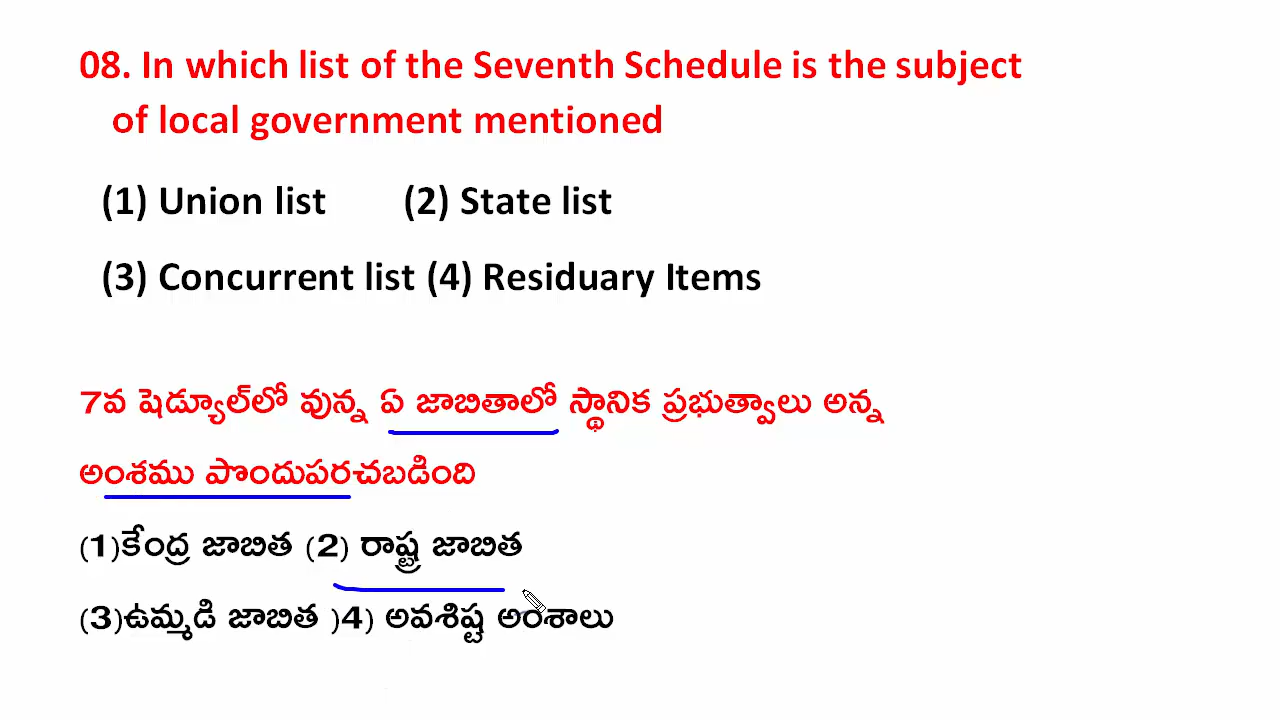 08. In which list of the Seventh Schedule is the subject
of local government mentioned
(1) Union list (2) State list
(3) Concurrent list (4) Residuary Items
7వ షెడ్యూల్‌లో వున్న ఏ జాబితాలో స్థానిక ప్రభుత్వాలు అన్న
అంశము పొందుపరచబడింది
(1)కేంద్ర జాబిత (2) రాష్ట్ర జాబిత
(3)ఉమ్మడి జాబిత )4) అవశిష్ట అంశాలు